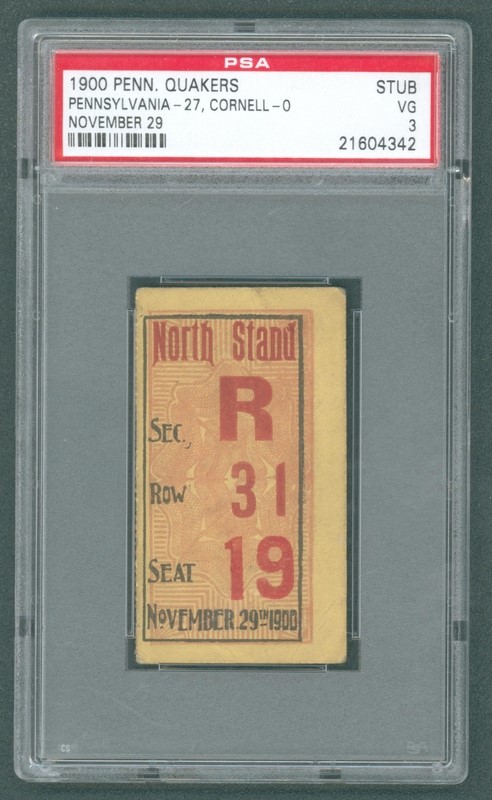 PSA
1900 PENN. QUAKERS STUB
PENNSYLVANIA-27, CORNELL-0 VG
NOVEMBER 29 3
21604342
North Stand
SEC. R
ROW 31
SEAT 19
NOVEMBER 29TH 1900